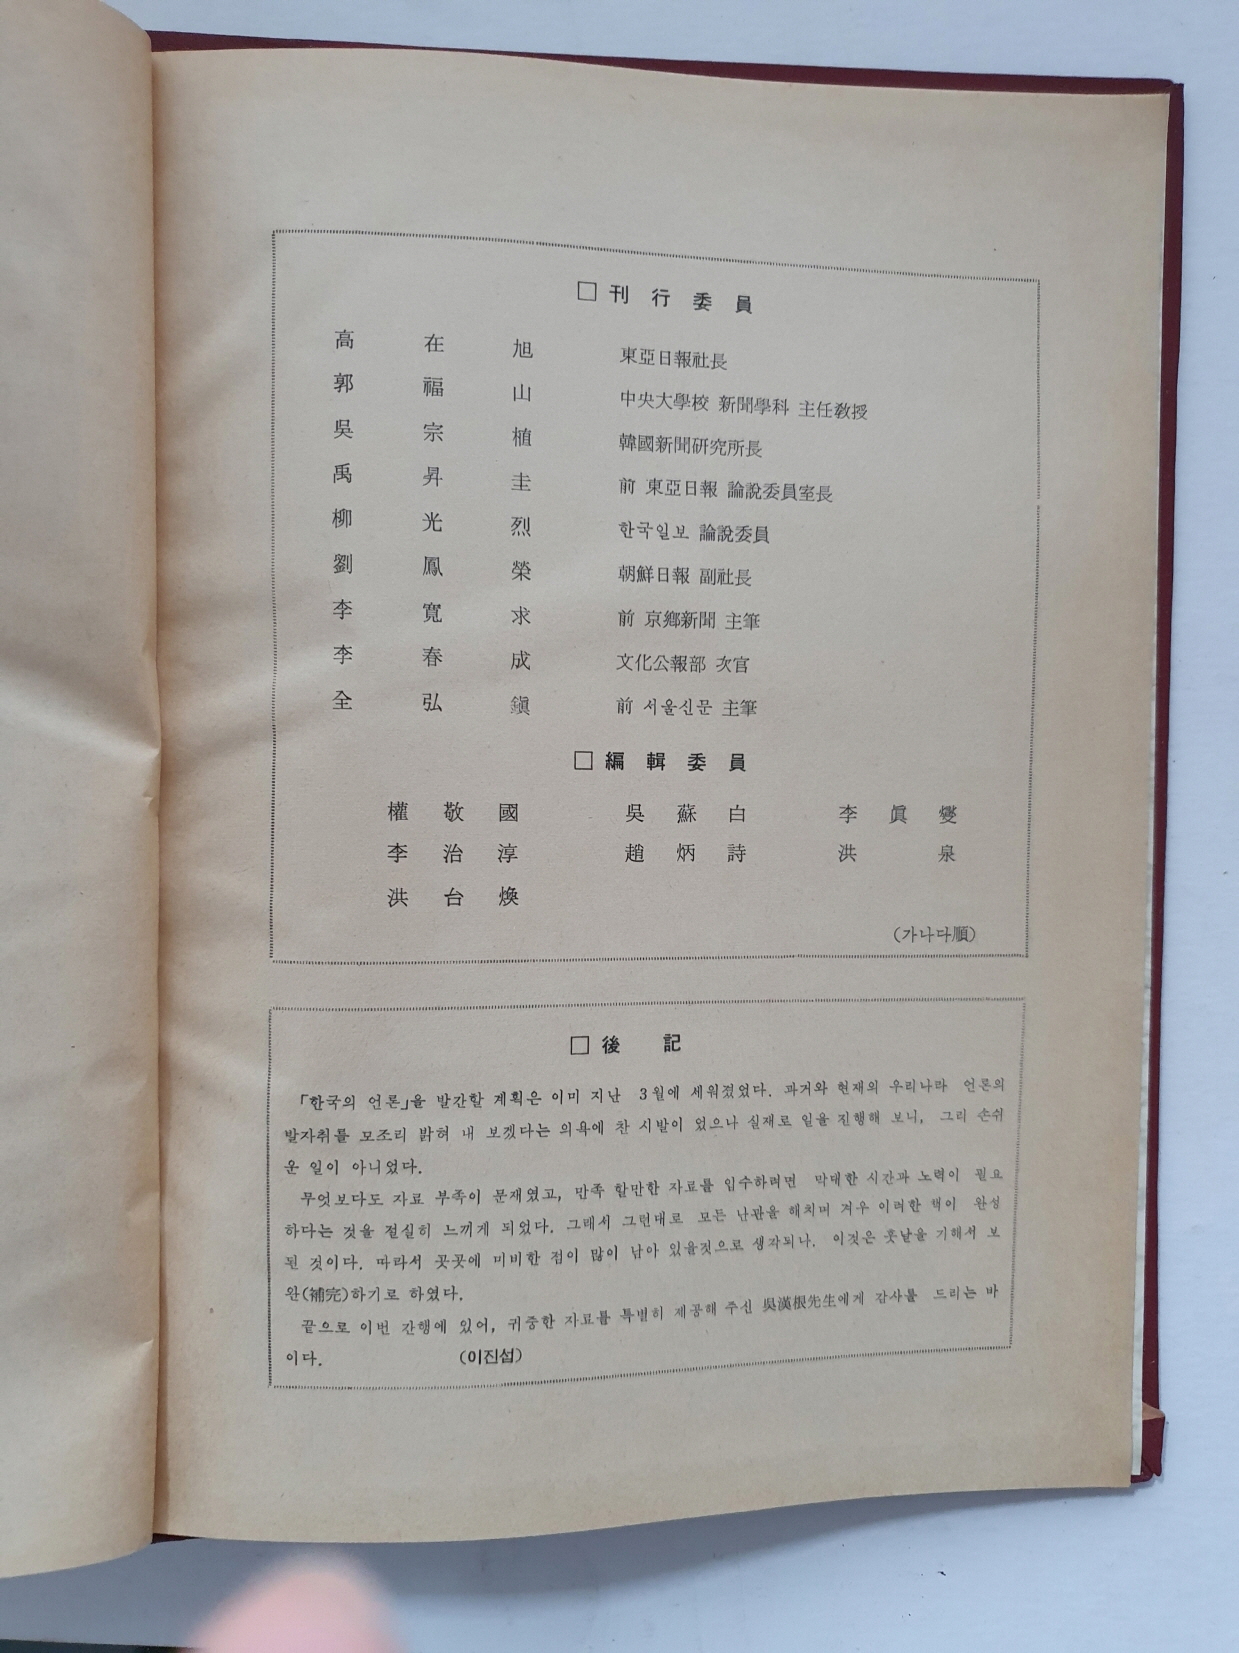 □ 刊行委員
高在旭 東亞日報社長
郭福山 中央大學校 新聞學科 主任敎授
吳宗植 韓國新聞硏究所長
禹昇圭 前 東亞日報 論說委員室長
柳光烈 한국일보 論說委員
劉鳳榮 朝鮮日報 副社長
李寬求 前 京鄕新聞 主筆
李春成 文化公報部 次官
全弘鎭 前 서울신문 主筆
□ 編輯委員
權敬國 吳蘇白 李眞燮
李治淳 趙炳詩 洪泉
洪台煥
(가나다順)
□ 後記
「한국의 언론」을 발간할 계획은 이미 지난 3월에 세워졌었다. 과거와 현재의 우리나라 언론의
발자취를 모조리 밝혀 내 보겠다는 의욕에 찬 시발이 었으나 실재로 일을 진행해 보니, 그리 손쉬
운 일이 아니었다.
무엇보다도 자료 부족이 문재였고, 만족 할만한 자료를 입수하려면 막대한 시간과 노력이 필요
하다는 것을 절실히 느끼게 되었다. 그래서 그런대로 모든 난관을 해치며 겨우 이러한 책이 완성
된 것이다. 따라서 곳곳에 미비한 점이 많이 남아 있을것으로 생각되나. 이것은 훗날을 기해서 보
완(補完)하기로 하였다.
끝으로 이번 간행에 있어, 귀중한 자료를 특별히 제공해 주신 吳漢根先生에게 감사를 드리는 바
이다. (이진섭)